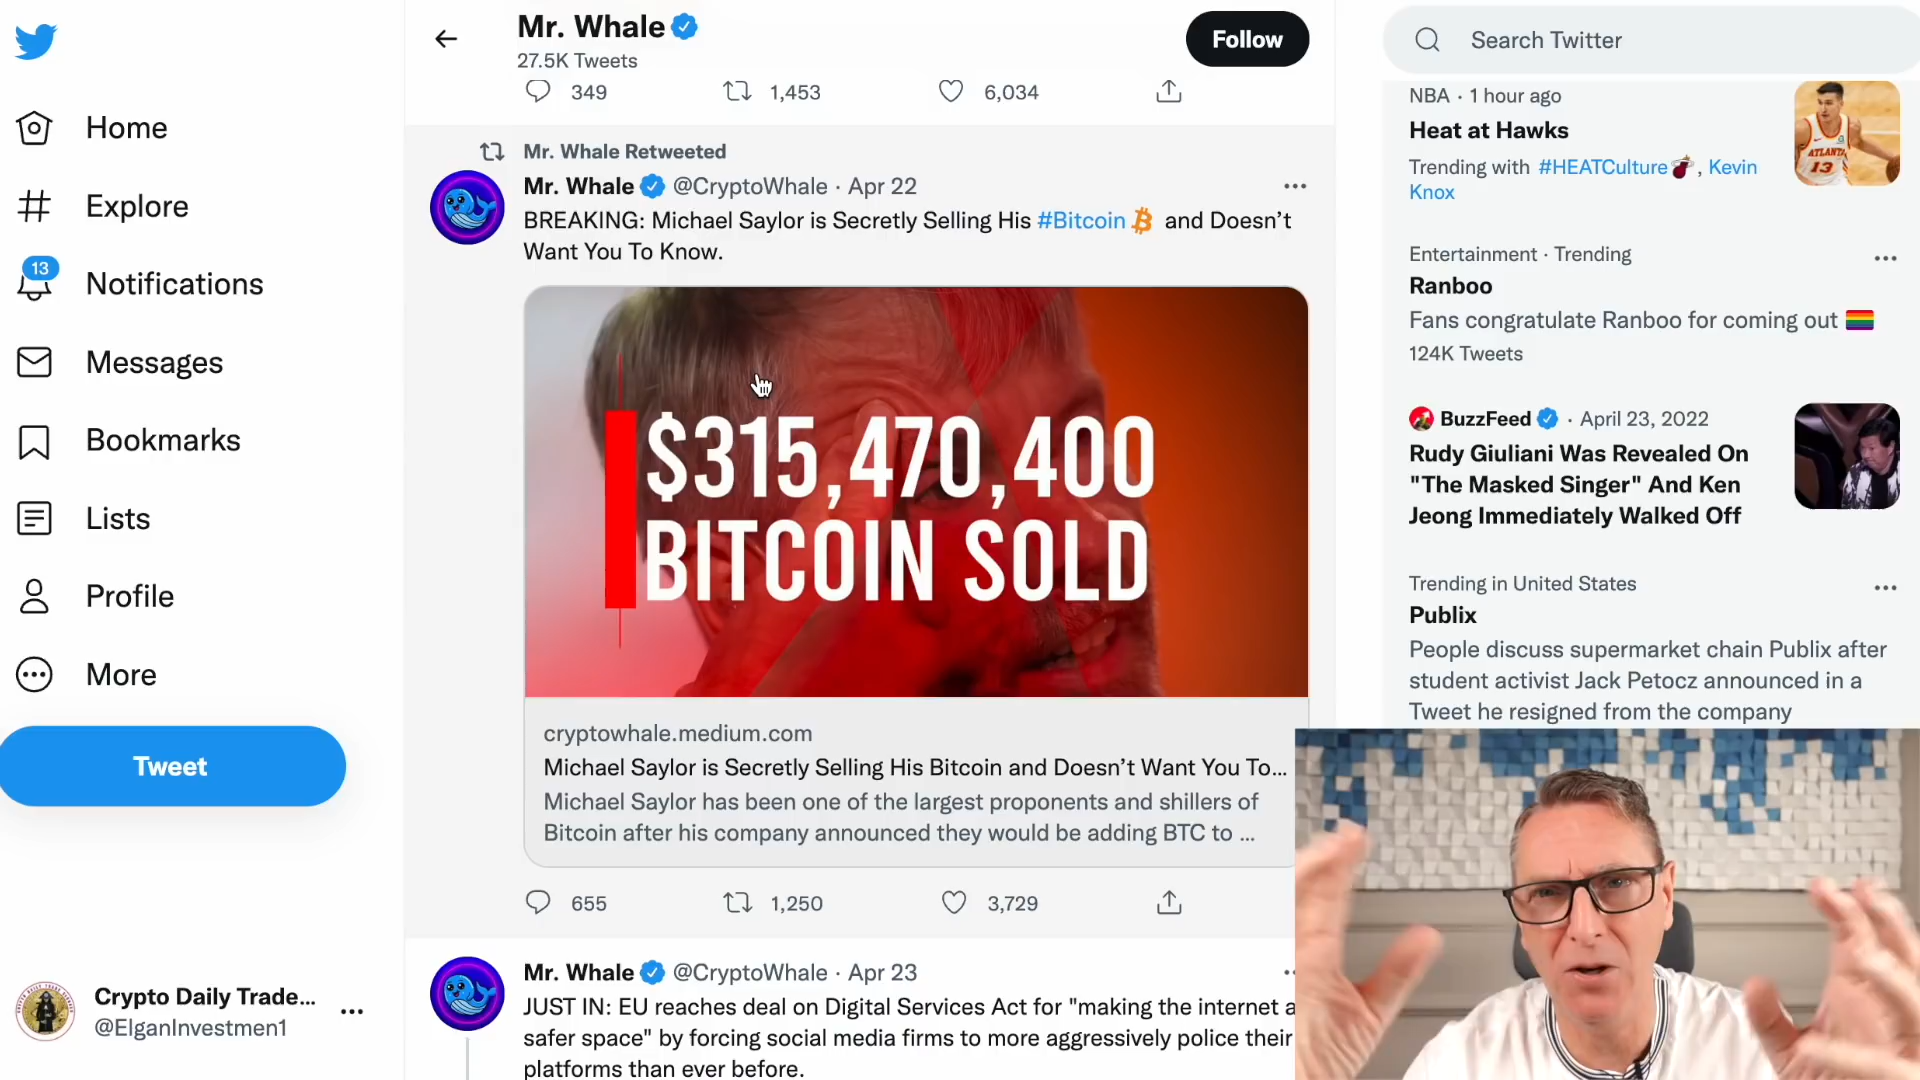 Home
Explore
13
Notifications
Messages
Bookmarks
Lists
Profile
More
Tweet
Crypto Daily Trade...
@ElganInvestmen1
Mr. Whale
27.5K Tweets
Follow
349 1,453 6,034
Mr. Whale Retweeted
Mr. Whale @CryptoWhale · Apr 22
BREAKING: Michael Saylor is Secretly Selling His #Bitcoin and Doesn’t
Want You To Know.
$315,470,400
BITCOIN SOLD
cryptowhale.medium.com
Michael Saylor is Secretly Selling His Bitcoin and Doesn’t Want You To...
Michael Saylor has been one of the largest proponents and shillers of
Bitcoin after his company announced they would be adding BTC to ...
655 1,250 3,729
Mr. Whale @CryptoWhale · Apr 23
JUST IN: EU reaches deal on Digital Services Act for "making the internet a
safer space" by forcing social media firms to more aggressively police their
platforms than ever before.
Search Twitter
NBA · 1 hour ago
Heat at Hawks
Trending with #HEATCulture, Kevin
Knox
ATLANTA
13
Entertainment · Trending
Ranboo
Fans congratulate Ranboo for coming out
124K Tweets
BuzzFeed · April 23, 2022
Rudy Giuliani Was Revealed On
"The Masked Singer" And Ken
Jeong Immediately Walked Off
Trending in United States
Publix
People discuss supermarket chain Publix after
student activist Jack Petocz announced in a
Tweet he resigned from the company